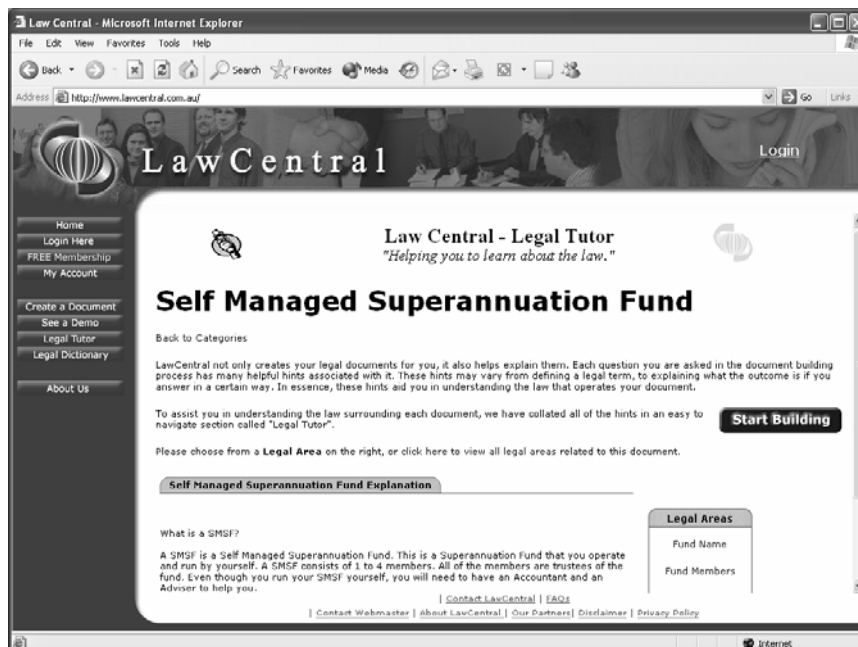 Law Central - Microsoft Internet Explorer
File Edit View Favorites Tools Help
Back Search Favorites Media
Address http://www.lawcentral.com.au/ Go Links
LawCentral
Login
Home
Login Here
FREE Membership
My Account
Create a Document
See a Demo
Legal Tutor
Legal Dictionary
About Us
Law Central - Legal Tutor
"Helping you to learn about the law."
Self Managed Superannuation Fund
Back to Categories
LawCentral not only creates your legal documents for you, it also helps explain them. Each question
you are asked in the document building
process has many helpful hints associated with it. These hints may vary from defining a legal term, to explaining what the outcome is if you
answer in a certain way. In essence, these hints aid you in understanding the law that operates your document.
To assist you in understanding the law surrounding each document, we have collated all of the hints in an easy to
navigate section called "Legal Tutor".
Start Building
Please choose from a Legal Area on the right, or click here to view all legal areas related to this document.
Self Managed Superannuation Fund Explanation
What is a SMSF?
A SMSF is a Self Managed Superannuation Fund. This is a Superannuation Fund that you operate
and run by yourself. A SMSF consists of 1 to 4 members. All of the members are trustees of the
fund. Even though you run your SMSF yourself, you will need to have an Accountant and an
Adviser to help you.
Legal Areas
Fund Name
Fund Members
| Contact LawCentral | FAQs
| Contact Webmaster | About LawCentral | Our Partners| Disclaimer | Privacy Policy
Internet